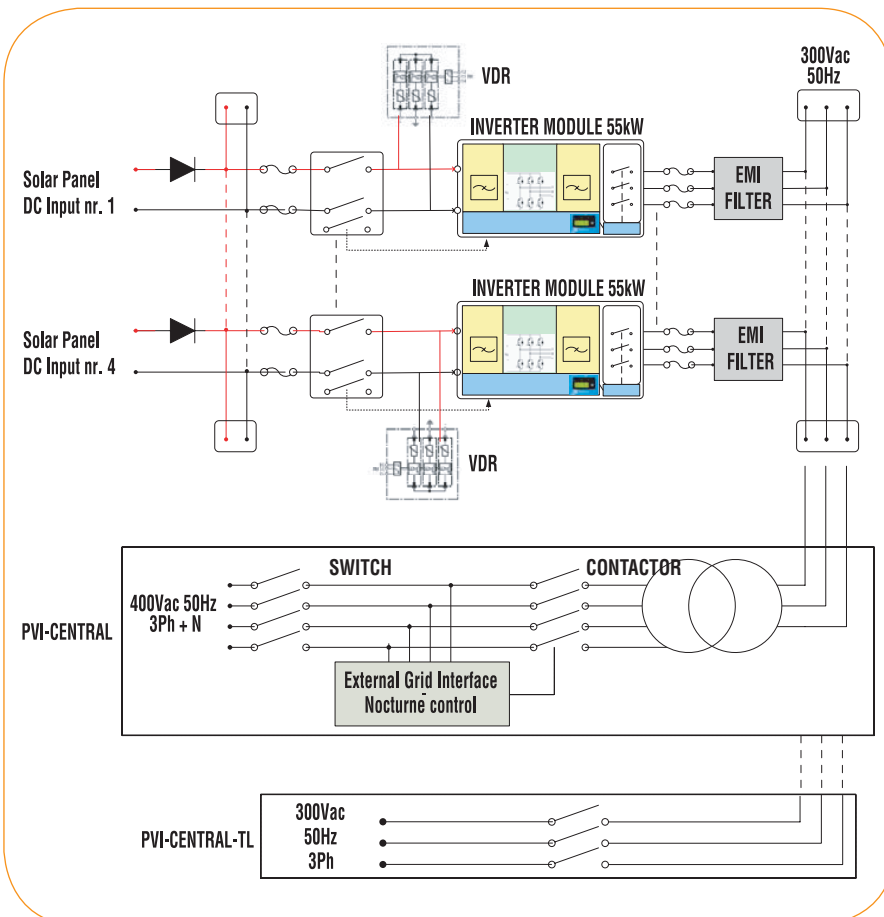 300Vac
50Hz
VDR
INVERTER MODULE 55kW
Solar Panel
DC Input nr. 1
EMI
FILTER
INVERTER MODULE 55kW
Solar Panel
DC Input nr. 4
EMI
FILTER
VDR
SWITCH
CONTACTOR
400Vac 50Hz
3Ph + N
PVI-CENTRAL
External Grid Interface
Nocturne control
300Vac
50Hz
3Ph
PVI-CENTRAL-TL